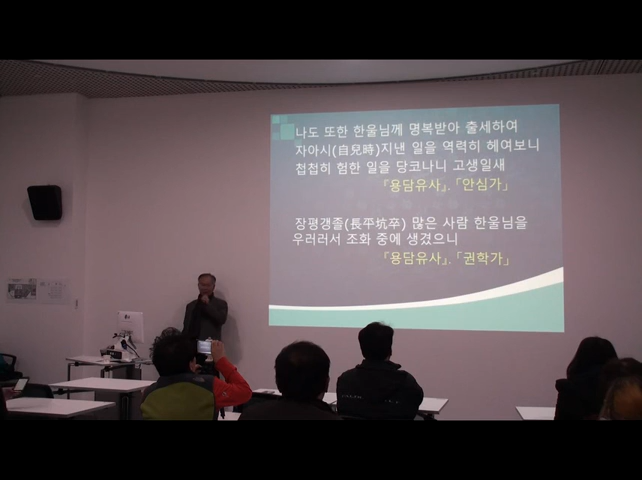 나도 또한 한울님께 명복받아 출세하여
자아시(自兒時)지낸 일을 역력히 헤여보니
첩첩히 험한 일을 당코나니 고생일새
『용담유사』.「안심가」
장평갱졸(長平坑卒) 많은 사람 한울님을
우러러서 조화 중에 생겼으니
『용담유사』.「권학가」